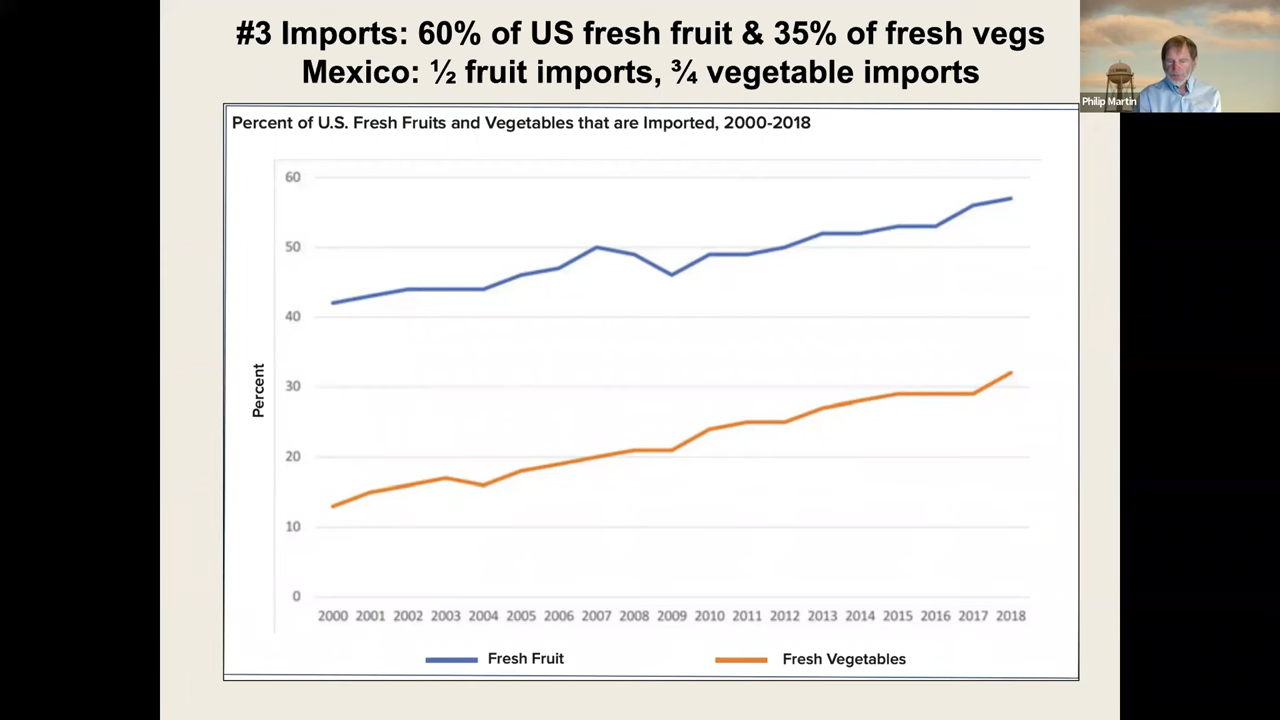 #3 Imports: 60% of US fresh fruit & 35% of fresh vegs
Mexico: ½ fruit imports, ¾ vegetable imports
Philip Martin
Percent of U.S. Fresh Fruits and Vegetables that are Imported, 2000-2018
60
50
40
30
20
10
0
Percent
2000 2001 2002 2003 2004 2005 2006 2007 2008 2009 2010 2011 2012 2013 2014 2015 2016 2017 2018
Fresh Fruit
Fresh Vegetables